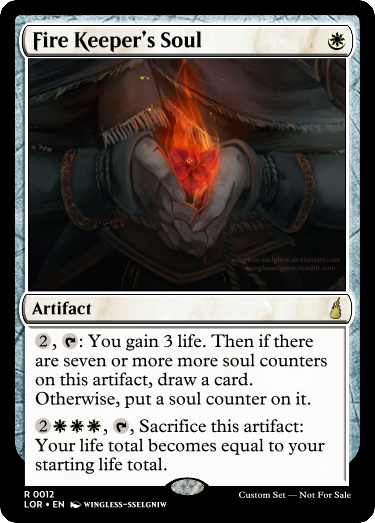 Fire Keeper's Soul
wingless-sselgniw.deviantart.com
winglesssselgniw.tumblr.com
Artifact
2, : You gain 3 life. Then if there
are seven or more more soul counters
on this artifact, draw a card.
Otherwise, put a soul counter on it.
2, , Sacrifice this artifact:
Your life total becomes equal to your
starting life total.
R 0012
LOR • EN WINGLESS-SSELGNIW
Custom Set — Not For Sale